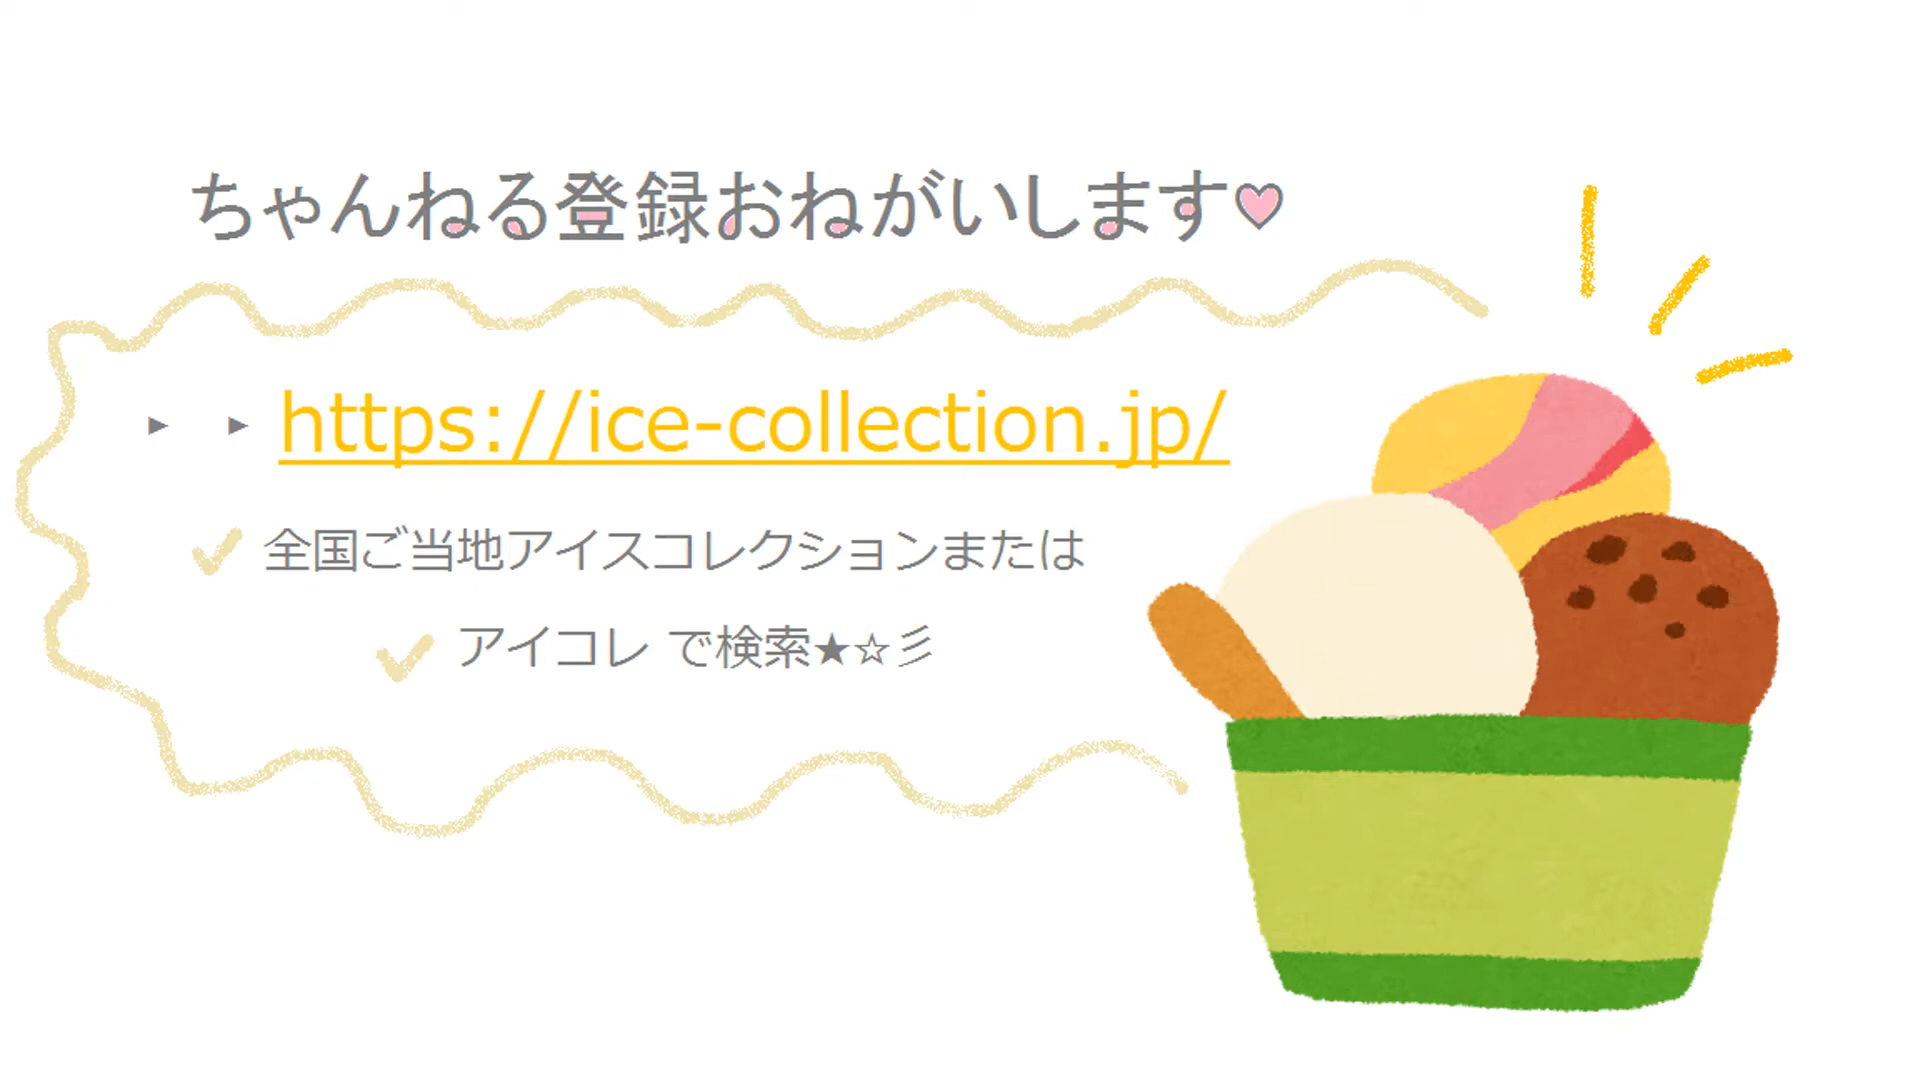 ちゃんねる登録おねがいします♡
▶ ▶ https://ice-collection.jp/
✓ 全国ご当地アイスコレクションまたは
✓ アイコレ で検索★☆彡